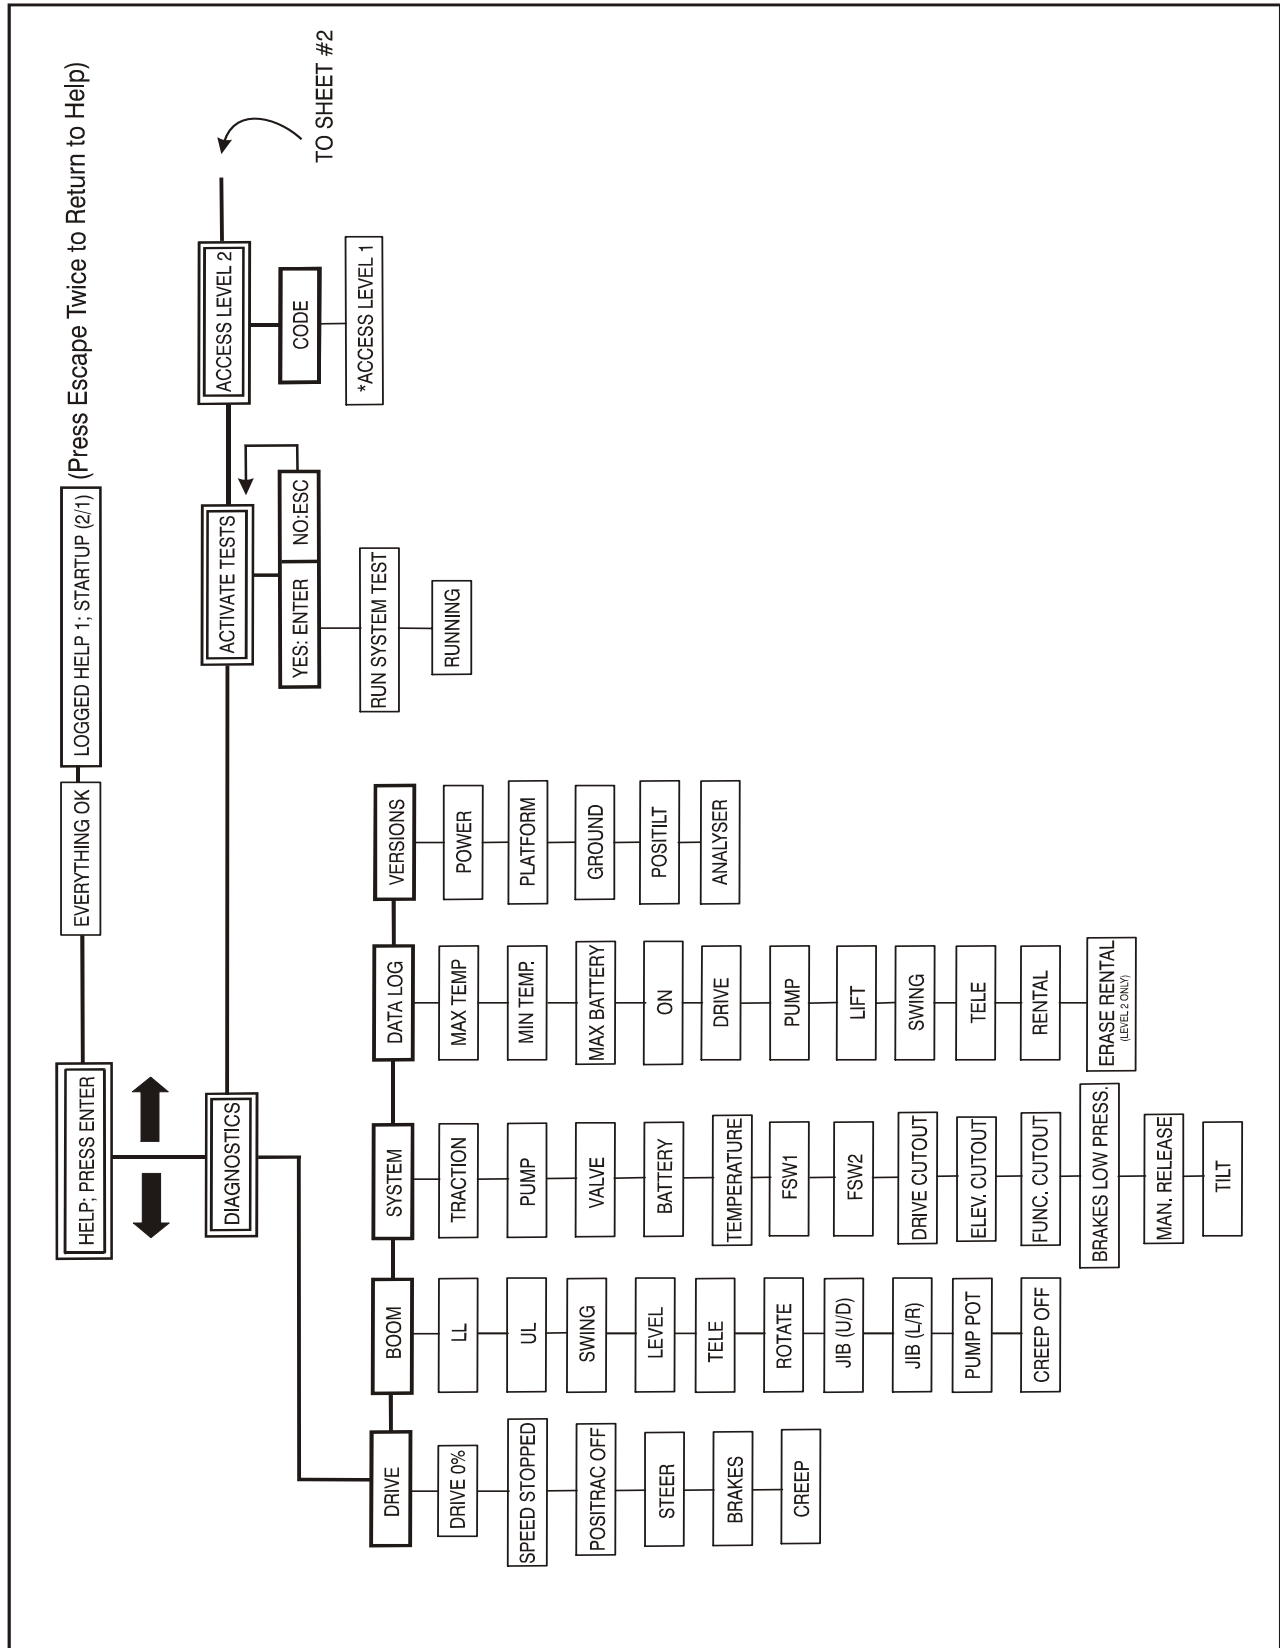 HELP; PRESS ENTER
EVERYTHING OK
LOGGED HELP 1; STARTUP (2/1)
(Press Escape Twice to Return to Help)
DIAGNOSTICS
ACTIVATE TESTS
ACCESS LEVEL 2
TO SHEET #2
YES: ENTER
NO:ESC
RUN SYSTEM TEST
RUNNING
CODE
*ACCESS LEVEL 1
DRIVE
DRIVE 0%
SPEED STOPPED
POSITRAC OFF
STEER
BRAKES
CREEP
BOOM
LL
UL
SWING
LEVEL
TELE
ROTATE
JIB (U/D)
JIB (L/R)
PUMP POT
CREEP OFF
SYSTEM
TRACTION
PUMP
VALVE
BATTERY
TEMPERATURE
FSW1
FSW2
DRIVE CUTOUT
ELEV. CUTOUT
FUNC. CUTOUT
BRAKES LOW PRESS.
MAN. RELEASE
TILT
DATA LOG
MAX TEMP
MIN TEMP.
MAX BATTERY
ON
DRIVE
PUMP
LIFT
SWING
TELE
RENTAL
ERASE RENTAL
(LEVEL 2 ONLY)
VERSIONS
POWER
PLATFORM
GROUND
POSITILT
ANALYSER